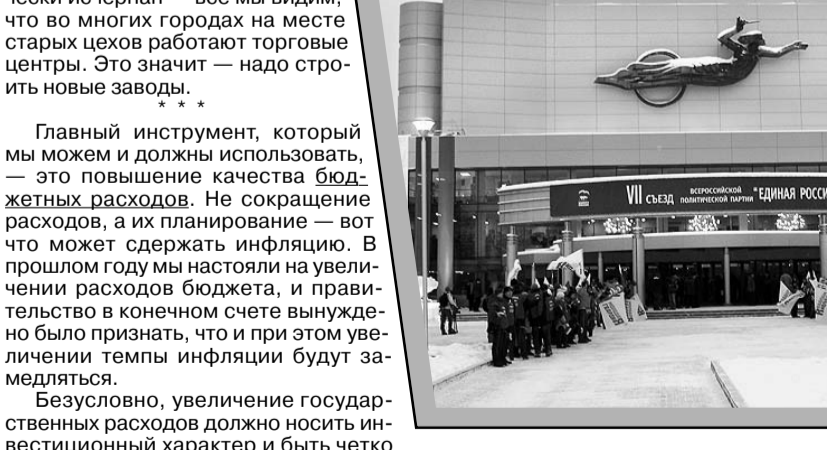 что во многих городах на месте
старых цехов работают торговые
центры. Это значит — надо стро-
ить новые заводы.
* * *
Главный инструмент, который
мы можем и должны использовать,
— это повышение качества бюд-
жетных расходов. Не сокращение
расходов, а их планирование — вот
что может сдержать инфляцию. В
прошлом году мы настояли на увели-
чении расходов бюджета, и прави-
тельство в конечном счете вынужде-
но было признать, что и при этом уве-
личении темпы инфляции будут за-
медляться.
Безусловно, увеличение государ-
ственных расходов должно носить ин-
вестиционный характер и быть четко
VII СЪЕЗД ВСЕРОССИЙСКОЙ
ПОЛИТИЧЕСКОЙ ПАРТИИ "ЕДИНАЯ РОССИ